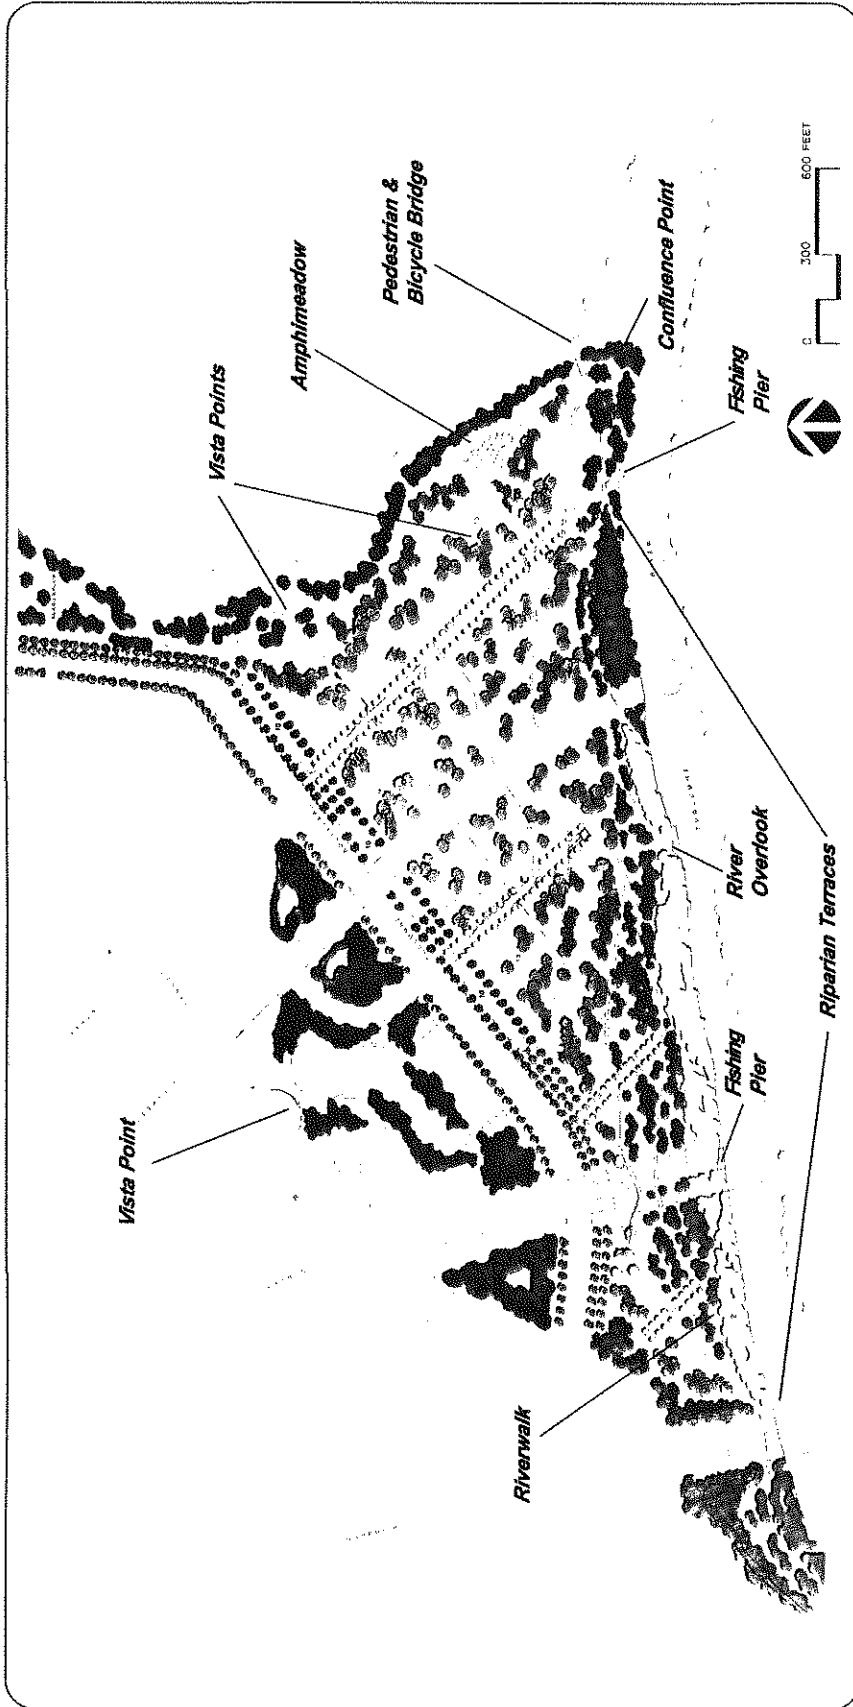 Vista Point
Vista Points
Amphimeadow
Pedestrian &
Bicycle Bridge
Confluence Point
Fishing
Pier
River
Overlook
Riparian Terraces
Fishing
Pier
Riverwalk
0 300 600 FEET